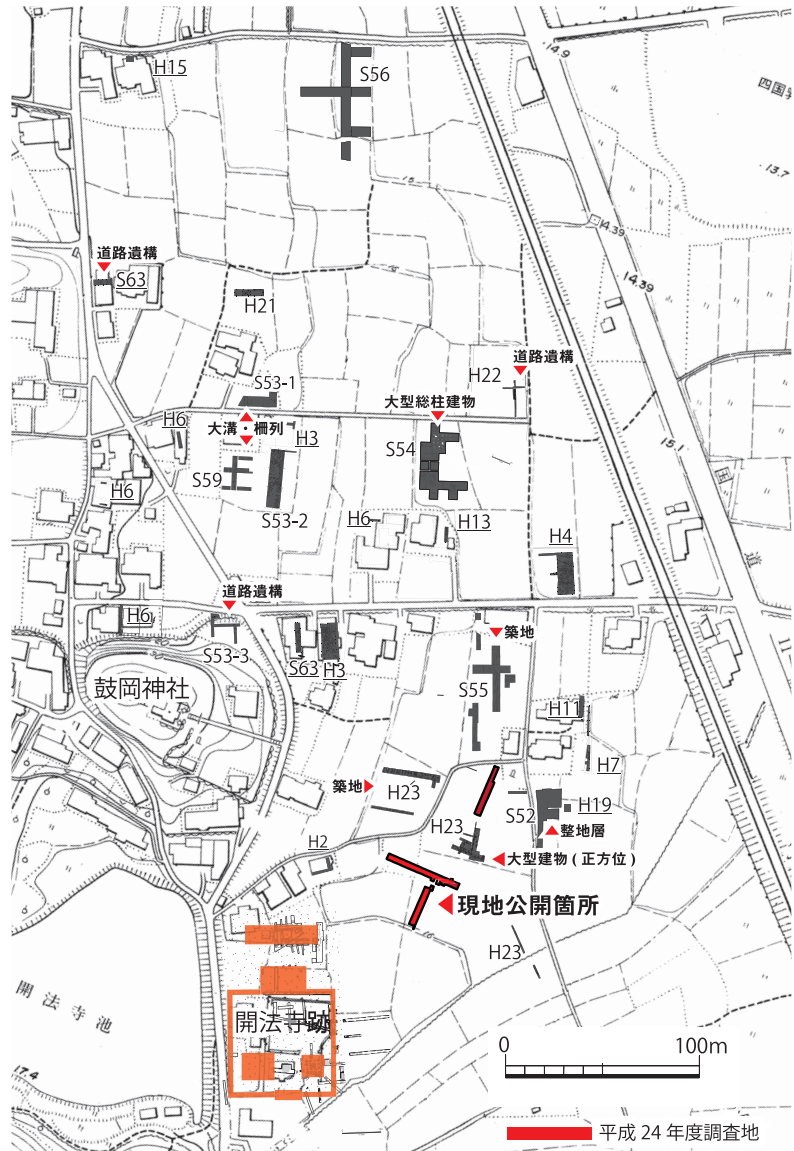 H15
S56
14.9
四国
13.7
15
14.39
道路遺構
S63
14.39
H21
道路遺構
H22
S53-1
大型総柱建物
大溝・柵列
H6
H3
S54
15.1
S59
H6
S53-2
H6
H13
H4
国
道
道路遺構
H6
築地
S53-3
S63
H3
鼓岡神社
S55
H11
H7
築地
H23
S52
H19
整地層
H23
H2
大型建物(正方位)
現地公開箇所
16
H23
開法寺池
開法寺跡
0
100m
17.4
平成24年度調査地